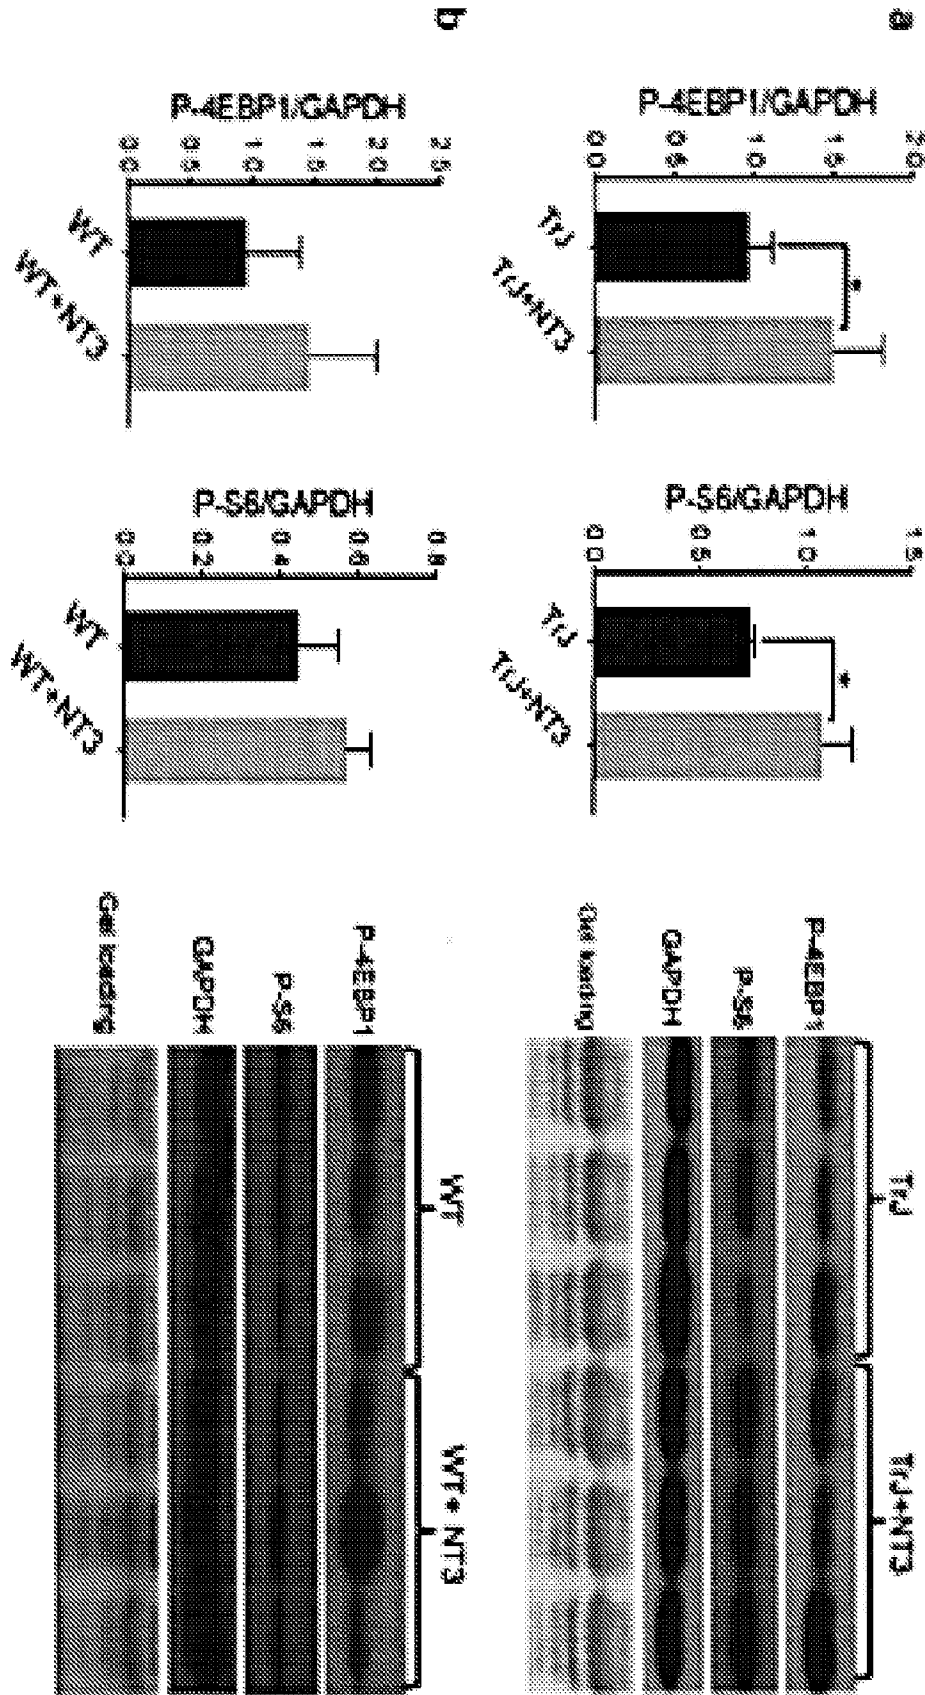 a
P-4EBP1/GAPDH
2.0
1.5
1.0
0.5
0.0
TrJ
TrJ+NT3
*
P-S6/GAPDH
1.5
1.0
0.5
0.0
TrJ
TrJ+NT3
*
TrJ
TrJ+NT3
P-4EBP1
P-S6
GAPDH
Gel loading
b
P-4EBP1/GAPDH
2.5
2.0
1.5
1.0
0.5
0.0
WT
WT+NT3
P-S6/GAPDH
0.8
0.6
0.4
0.2
0.0
WT
WT+NT3
WT
WT+ NT3
P-4EBP1
P-S6
GAPDH
Gel loading